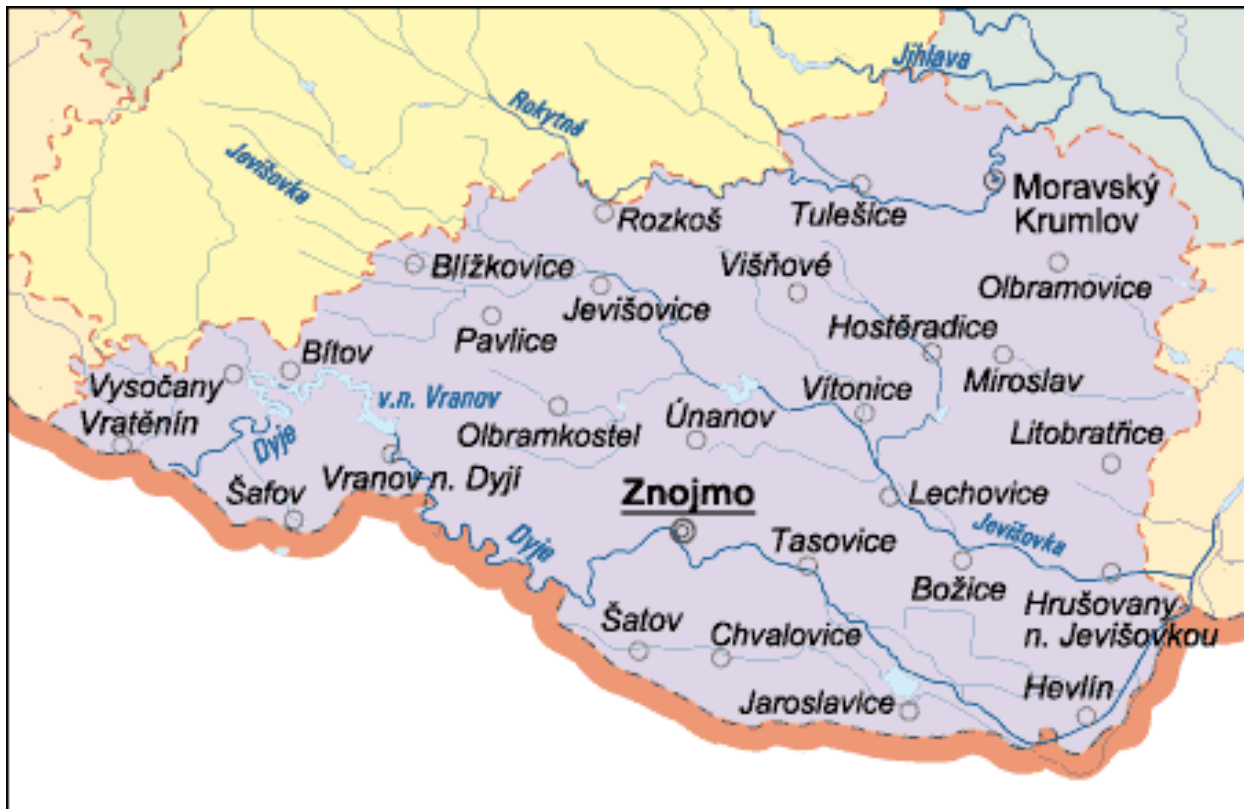 Jihlava
Rokytná
Jevišovka
Moravský
Krumlov
Rozkoš
Tulešice
Blížkovice
Višňové
Olbramovice
Jevišovice
Pavlice
Hostěradice
Bítov
Vysočany
Miroslav
v.n. Vranov
Vítonice
Vratěnín
Olbramkostel
Únanov
Litobratřice
Dyje
Vranov n. Dyjí
Šafov
Znojmo
Lechovice
Dyje
Tasovice
Jevišovka
Božice
Hrušovany
n. Jevišovkou
Šatov
Chvalovice
Hevlín
Jaroslavice